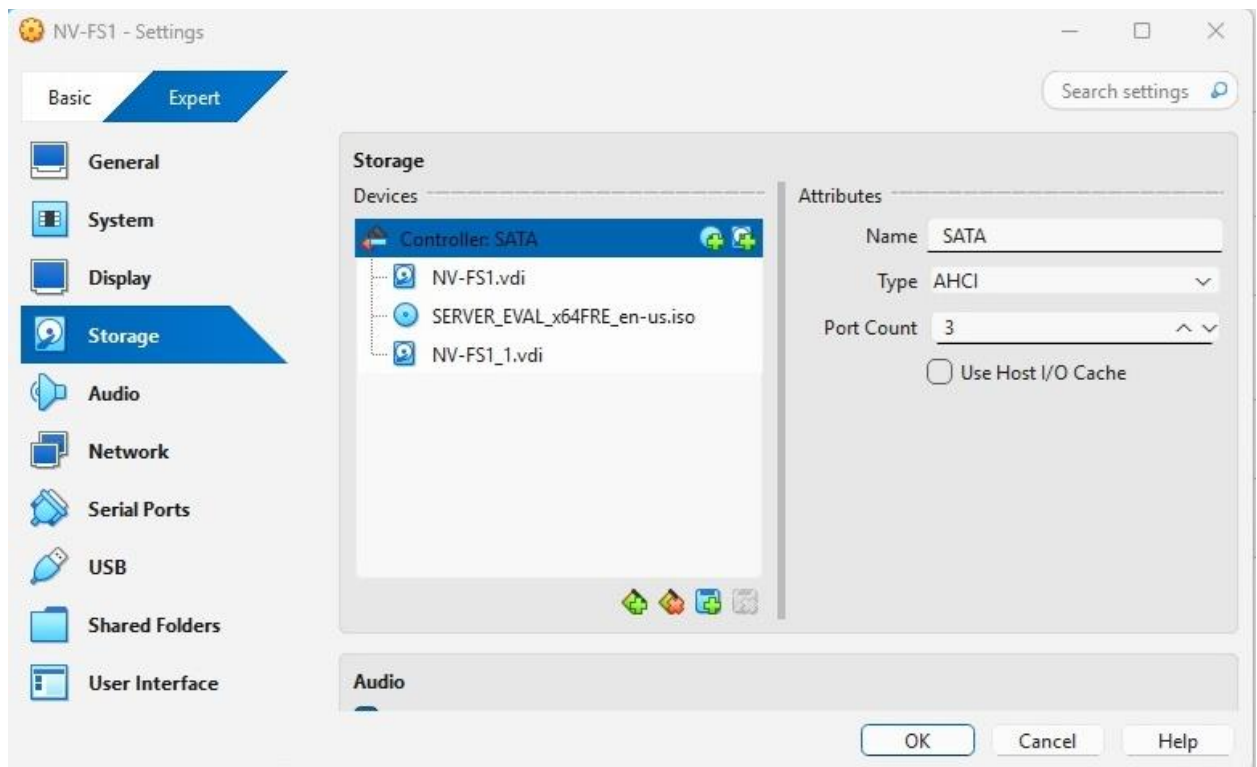 NV-FS1 - Settings
Basic
Expert
Search settings
General
System
Display
Storage
Audio
Network
Serial Ports
USB
Shared Folders
User Interface
Storage
Devices
Controller: SATA
NV-FS1.vdi
SERVER_EVAL_x64FRE_en-us.iso
NV-FS1_1.vdi
Attributes
Name SATA
Type AHCI
Port Count 3
Use Host I/O Cache
Audio
OK
Cancel
Help